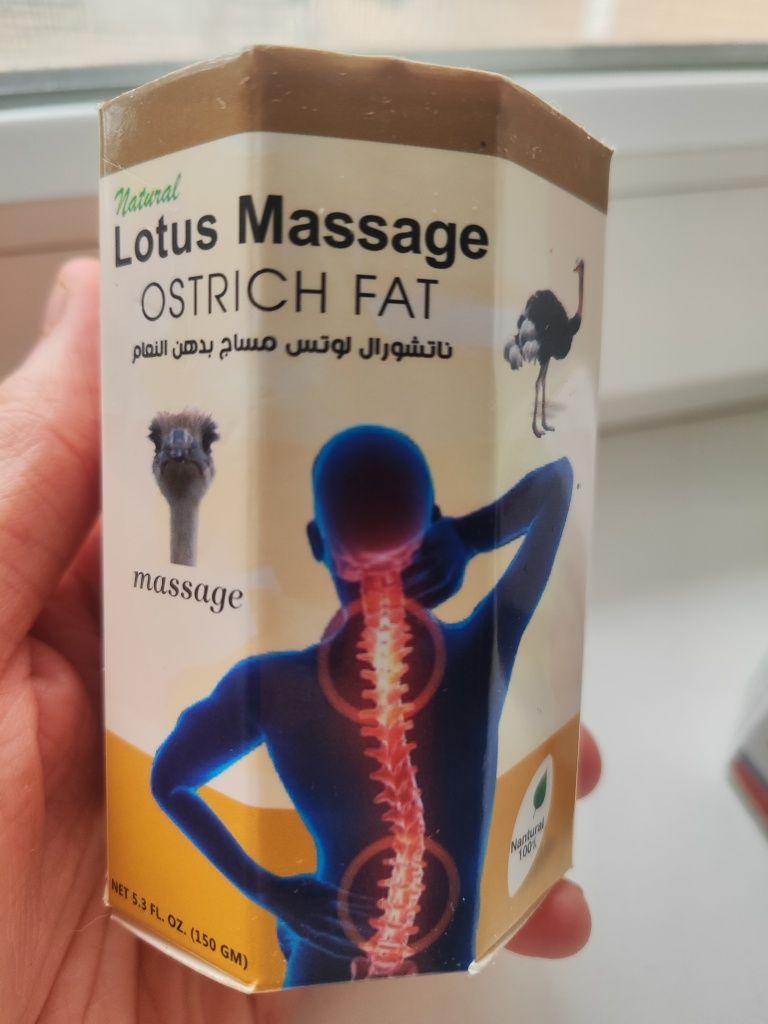 Natural
Lotus Massage
OSTRICH FAT
ناتشورال لوتس مساج بدهن النعام
massage
Nantural
100%
NET 5.3 FL. OZ. (150 GM)